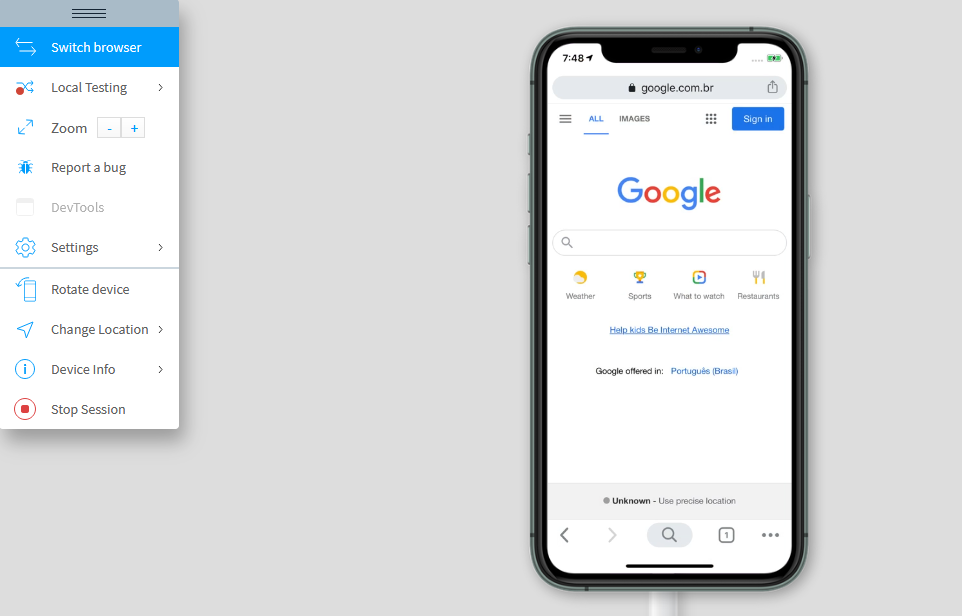 Switch browser
Local Testing
Zoom - +
Report a bug
DevTools
Settings
Rotate device
Change Location
Device Info
Stop Session
7:48
google.com.br
ALL IMAGES Sign in
Google
Weather Sports What to watch Restaurants
Help kids Be Internet Awesome
Google offered in: Português (Brasil)
Unknown - Use precise location
1